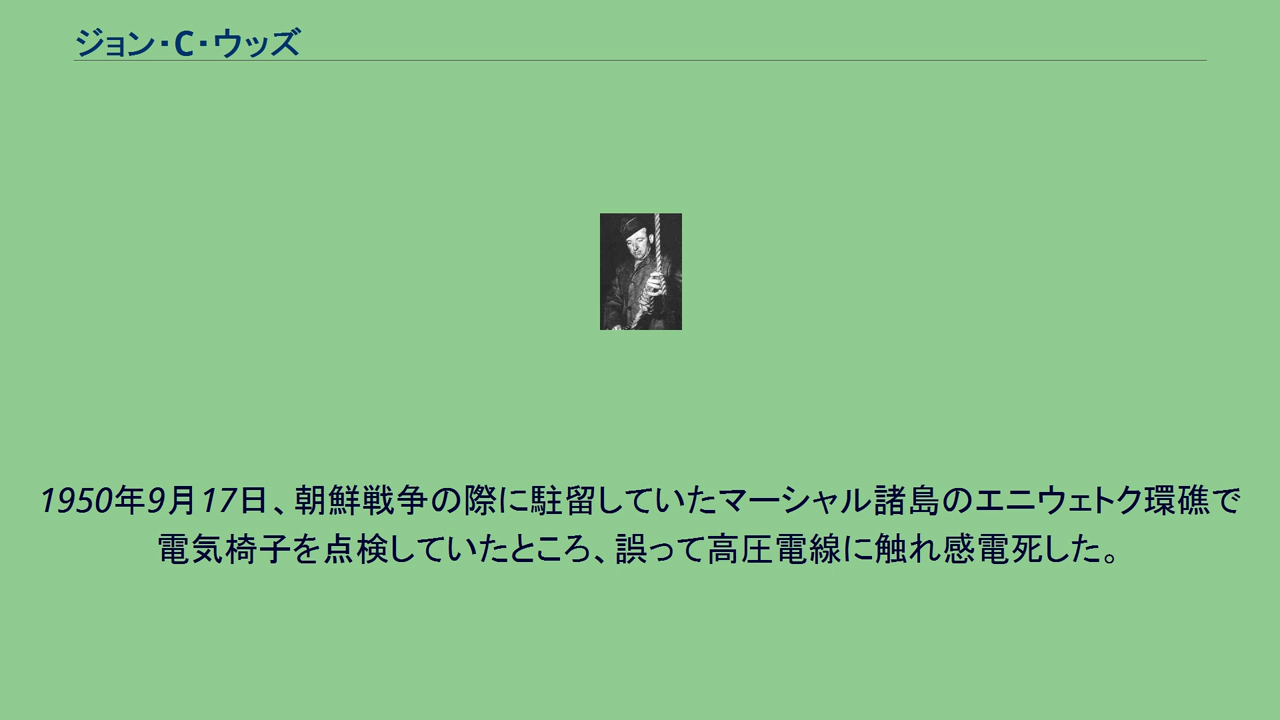 ジョン・C・ウッズ
1950年9月17日、朝鮮戦争の際に駐留していたマーシャル諸島のエニウェトク環礁で
電気椅子を点検していたところ、誤って高圧電線に触れ感電死した。